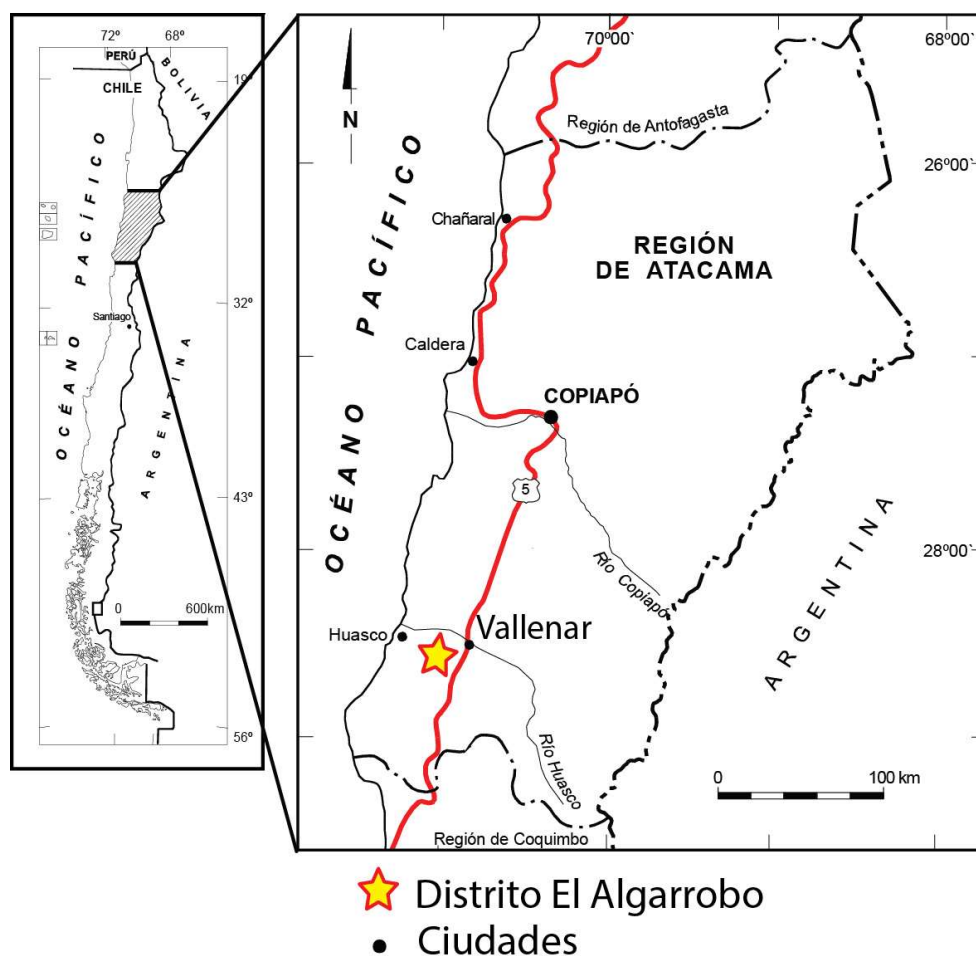 72º 68º
PERÚ
CHILE
BOLIVIA
19º
OCÉANO PACÍFICO
32º
Santiago
ARGENTINA
43º
0 600km
56º
70º00` 68º00`
N
Región de Antofagasta
26º00`
Chañaral
REGIÓN
DE ATACAMA
OCÉANO PACÍFICO
Caldera
COPIAPÓ
5
28º00`
Río Copiapó
ARGENTINA
Huasco
Vallenar
Río Huasco
0 100 km
Región de Coquimbo
Distrito El Algarrobo
Ciudades